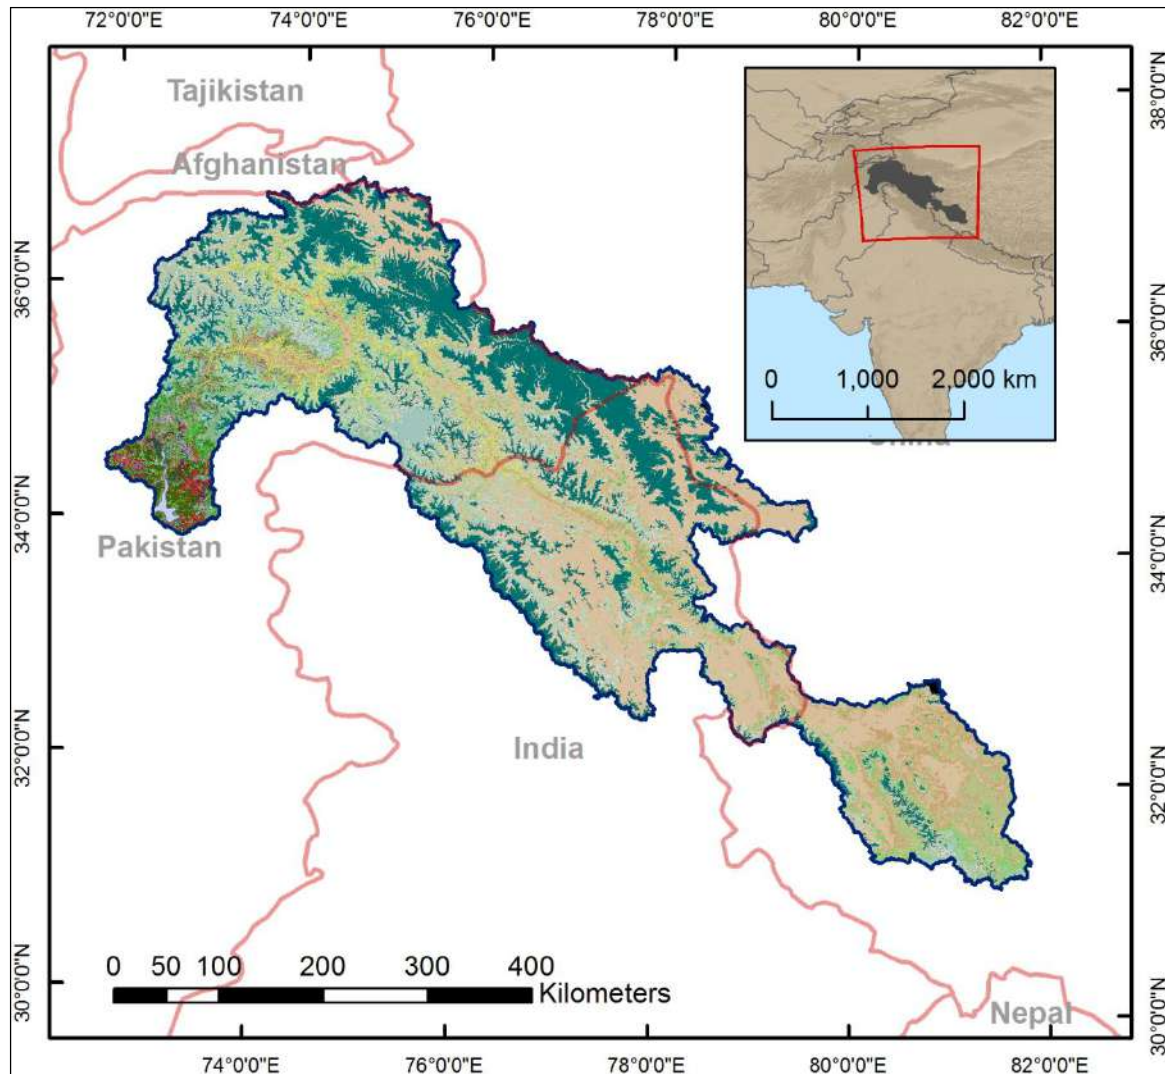 72°0'0"E 74°0'0"E 76°0'0"E 78°0'0"E 80°0'0"E 82°0'0"E
Tajikistan
38°0'0"N
Afghanistan
36°0'0"N
36°0'0"N
0 1,000 2,000 km
China
34°0'0"N
Pakistan
34°0'0"N
India
32°0'0"N
32°0'0"N
0 50 100 200 300 400
Kilometers
30°0'0"N
Nepal
30°0'0"N
74°0'0"E 76°0'0"E 78°0'0"E 80°0'0"E 82°0'0"E